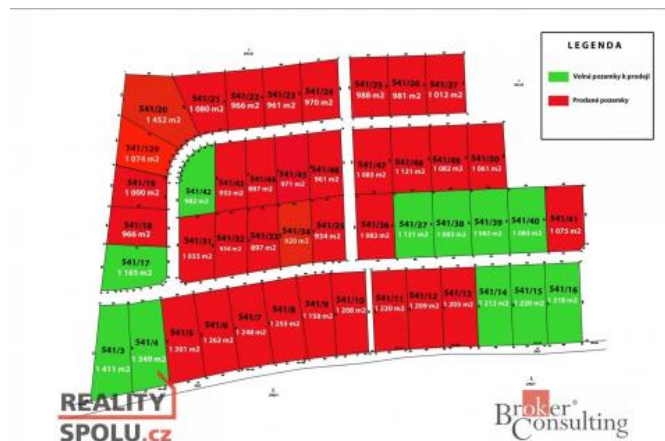 LEGENDA
Volné pozemky k prodeji
Prodané pozemky
541/20
1 452 m2
541/21
1 080 m2
541/22
966 m2
541/23
961 m2
541/24
970 m2
541/25
988 m2
541/26
981 m2
541/27
1 012 m2
541/129
1 074 m2
541/19
1 000 m2
541/18
966 m2
541/17
1 165 m2
541/42
982 m2
541/43
933 m2
541/44
887 m2
541/45
971 m2
541/46
961 m2
541/47
1 083 m2
541/48
1 121 m2
541/49
1 082 m2
541/50
1 061 m2
541/31
1 033 m2
541/32
936 m2
541/33
897 m2
541/34
920 m2
541/35
934 m2
541/36
1 082 m2
541/37
1 121 m2
541/38
1 083 m2
541/39
1 082 m2
541/40
1 083 m2
541/41
1 075 m2
541/3
1 411 m2
541/4
1 349 m2
541/5
1 301 m2
541/6
1 262 m2
541/7
1 248 m2
541/8
1 255 m2
541/9
1 158 m2
541/10
1 208 m2
541/11
1 220 m2
541/12
1 209 m2
541/13
1 205 m2
541/14
1 212 m2
541/15
1 220 m2
541/16
1 218 m2
REALITY
SPOLU.cz
Broker®
Consulting